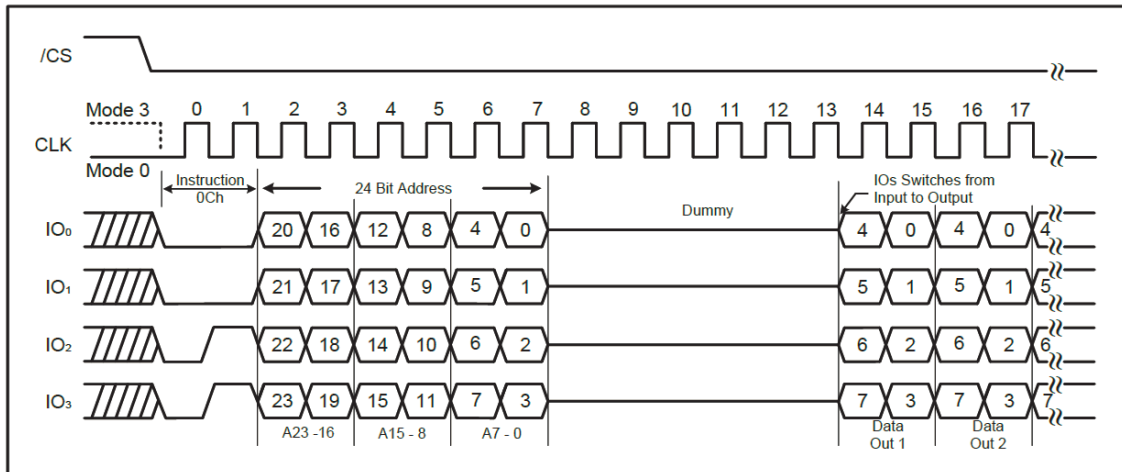 /CS
Mode 3 0 1 2 3 4 5 6 7 8 9 10 11 12 13 14 15 16 17
CLK
Mode 0
Instruction 0Ch
24 Bit Address
Dummy
IOs Switches from
Input to Output
IO₀ 20 16 12 8 4 0 4 0 4 0 4
IO₁ 21 17 13 9 5 1 5 1 5 1 5
IO₂ 22 18 14 10 6 2 6 2 6 2 6
IO₃ 23 19 15 11 7 3 7 3 7 3 7
A23 -16 A15 - 8 A7 - 0
Data Out 1
Data Out 2